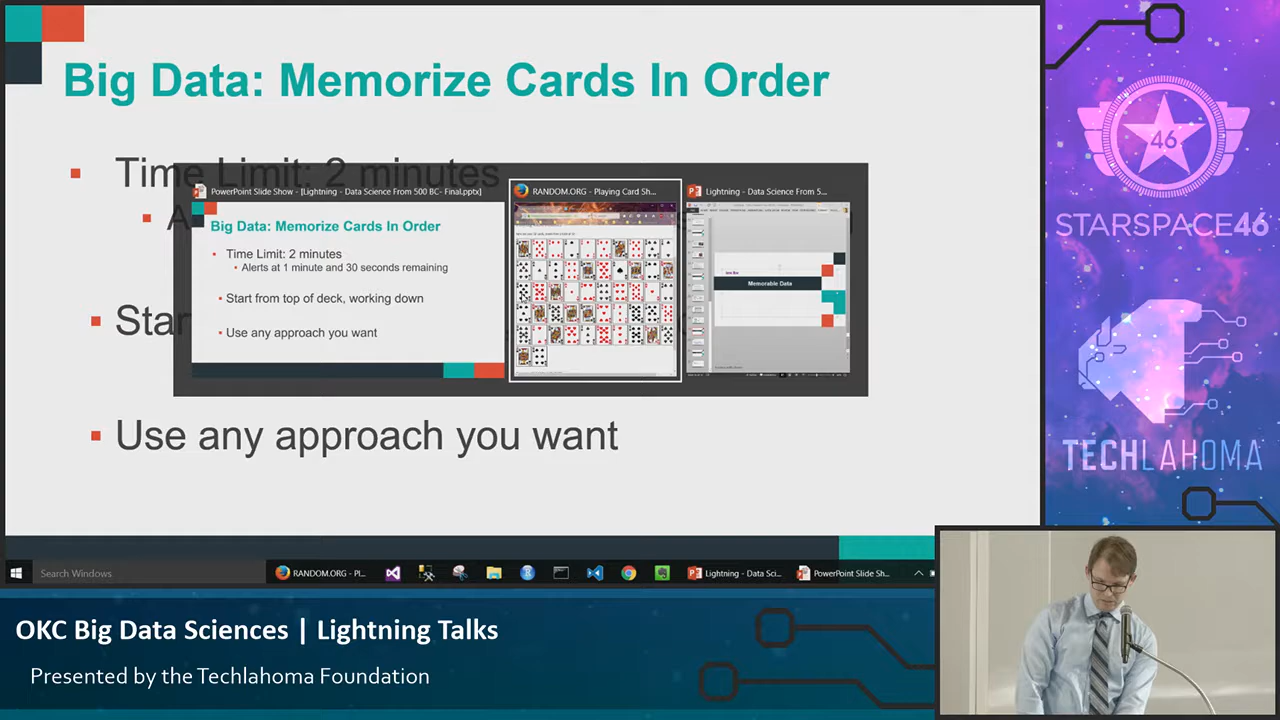 Big Data: Memorize Cards In Order
Time Limit: 2 minutes
A
Star
Use any approach you want
PowerPoint Slide Show - [Lightning - Data Science From 500 BC- Final.pptx]
Big Data: Memorize Cards In Order
Time Limit: 2 minutes
Alerts at 1 minute and 30 seconds remaining
Start from top of deck, working down
Use any approach you want
RANDOM.ORG - Playing Card Sh...
Lightning - Data Science From 5...
Memorable Data
Search Windows
RANDOM.ORG - Pl...
Lightning - Data Sci...
PowerPoint Slide Sh...
46
STARSPACE46
TECHLAHOMA
OKC Big Data Sciences | Lightning Talks
Presented by the Techlahoma Foundation